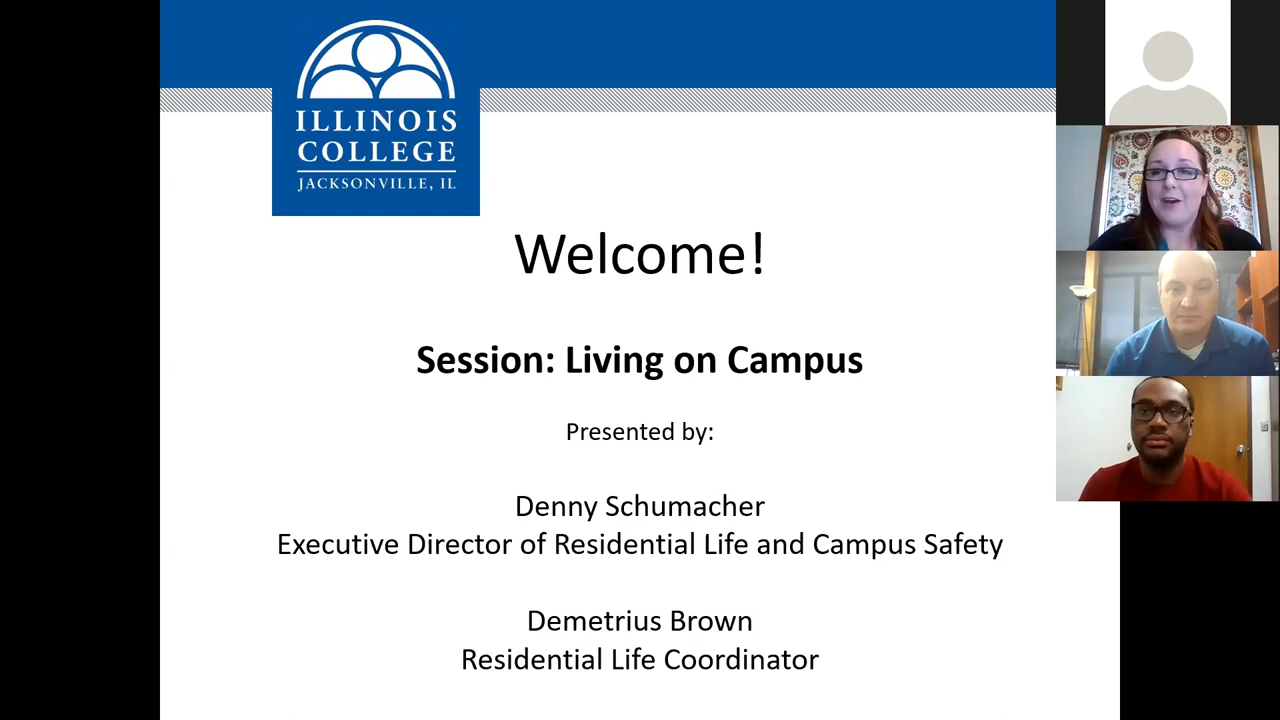 ILLINOIS
COLLEGE
JACKSONVILLE, IL
Welcome!
Session: Living on Campus
Presented by:
Denny Schumacher
Executive Director of Residential Life and Campus Safety
Demetrius Brown
Residential Life Coordinator